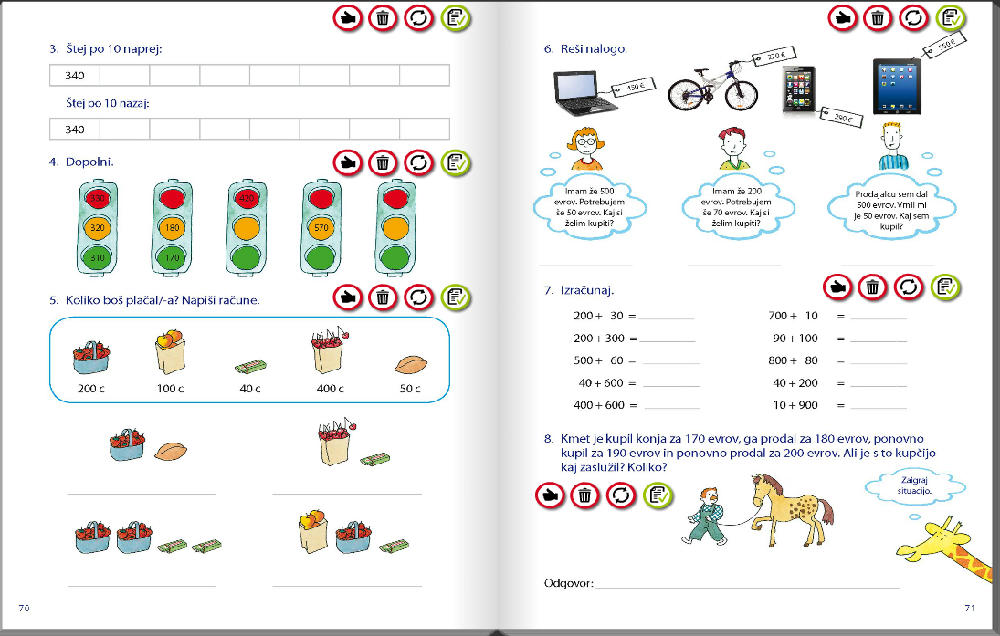 3. Štej po 10 naprej:
340
Štej po 10 nazaj:
340
4. Dopolni.
330 420
320 180 570
310 170
5. Koliko boš plačal/-a? Napiši račune.
200 c 100 c 40 c 400 c 50 c
70
6. Reši nalogo.
450 €
270 €
290 €
550 €
Imam že 500
evrov. Potrebujem
še 50 evrov. Kaj si
želim kupiti?
Imam že 200
evrov. Potrebujem
še 70 evrov. Kaj si
želim kupiti?
Prodajalcu sem dal
500 evrov. Vrnil mi
je 50 evrov. Kaj sem
kupil?
7. Izračunaj.
200 + 30 = 700 + 10 =
200 + 300 = 90 + 100 =
500 + 60 = 800 + 80 =
40 + 600 = 40 + 200 =
400 + 600 = 10 + 900 =
8. Kmet je kupil konja za 170 evrov, ga prodal za 180 evrov, ponovno
kupil za 190 evrov in ponovno prodal za 200 evrov. Ali je s to kupčijo
kaj zaslužil? Koliko?
Zaigraj
situacijo.
Odgovor:
71